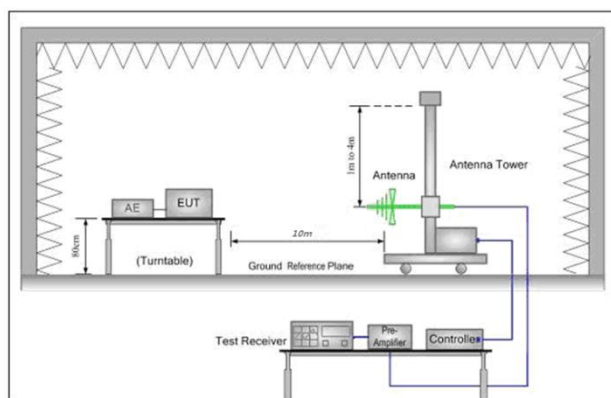 1m to 4m
Antenna
Antenna Tower
AE
EUT
10m
80cm
(Turntable)
Ground Reference Plane
Test Receiver
Pre-
Amplifier
Controller